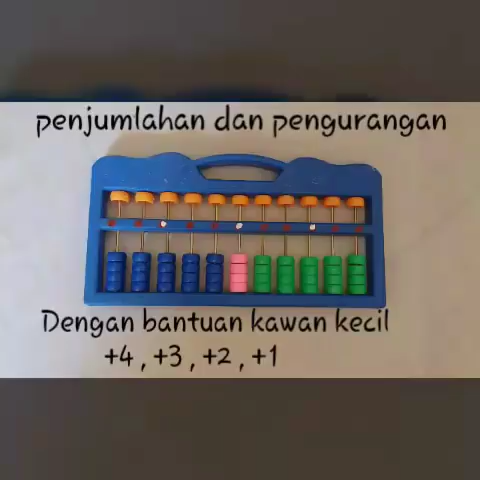 penjumlahan dan pengurangan
Dengan bantuan kawan kecil
+4 , +3 , +2 , +1